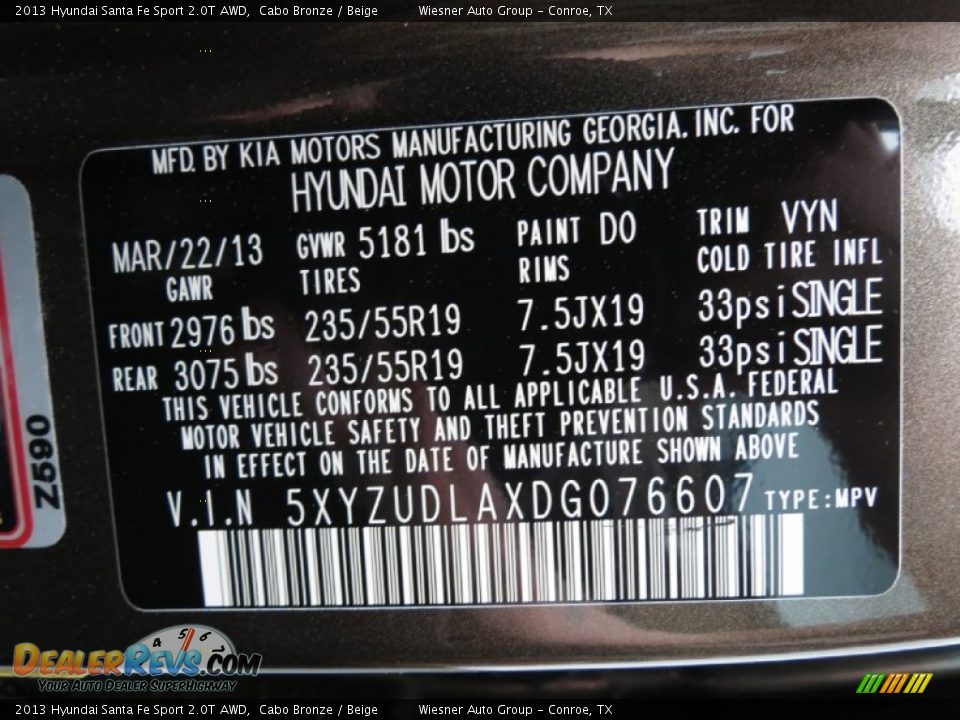 2013 Hyundai Santa Fe Sport 2.0T AWD, Cabo Bronze / Beige Wiesner Auto Group - Conroe, TX
MFD. BY KIA MOTORS MANUFACTURING GEORGIA. INC. FOR
HYUNDAI MOTOR COMPANY
MAR/22/13 GVWR 5181 lbs PAINT DO TRIM VYN
GAWR TIRES RIMS COLD TIRE INFL
FRONT 2976 lbs 235/55R19 7.5JX19 33psi SINGLE
REAR 3075 lbs 235/55R19 7.5JX19 33psi SINGLE
THIS VEHICLE CONFORMS TO ALL APPLICABLE U.S.A. FEDERAL
MOTOR VEHICLE SAFETY AND THEFT PREVENTION STANDARDS
IN EFFECT ON THE DATE OF MANUFACTURE SHOWN ABOVE
V.I.N 5XYZUDLAXDG076607 TYPE:MPV
Z590
4 5 6 7
DEALERREVS.COM
YOUR AUTO DEALER SUPERHIGHWAY
2013 Hyundai Santa Fe Sport 2.0T AWD, Cabo Bronze / Beige Wiesner Auto Group - Conroe, TX